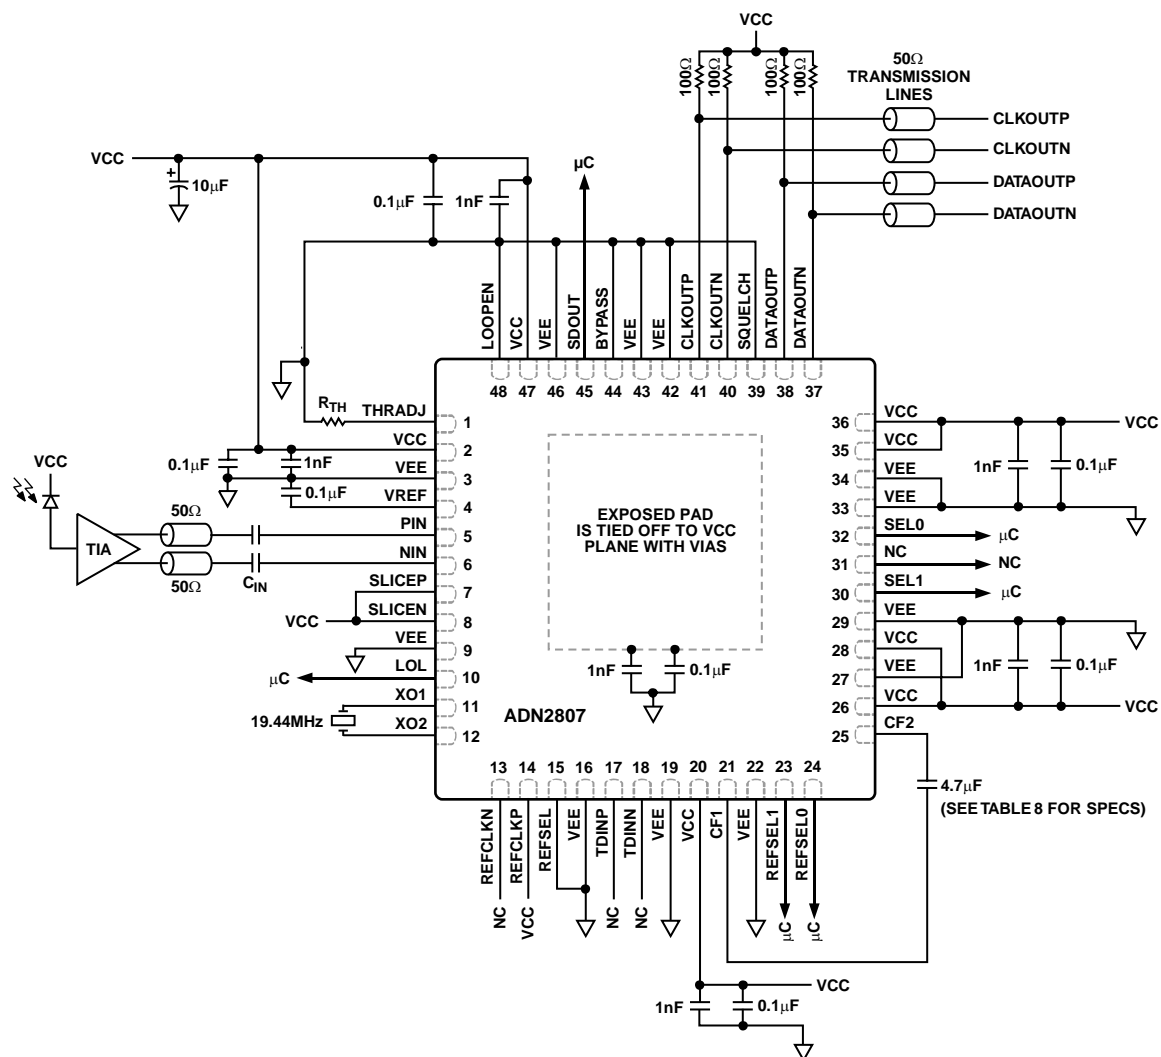 VCC
100Ω
100Ω
100Ω
100Ω
50Ω
TRANSMISSION
LINES
CLKOUTP
CLKOUTN
DATAOUTP
DATAOUTN
VCC
+
10µF
0.1µF
1nF
µC
LOOPEN
VCC
VEE
SDOUT
BYPASS
VEE
VEE
CLKOUTP
CLKOUTN
SQUELCH
DATAOUTP
DATAOUTN
48
47
46
45
44
43
42
41
40
39
38
37
RTH
THRADJ
1
VCC
2
0.1µF
1nF
VEE
3
0.1µF
VREF
4
VCC
TIA
50Ω
PIN
5
50Ω
CIN
NIN
6
SLICEP
7
VCC
SLICEN
8
VEE
9
µC
LOL
10
XO1
11
19.44MHz
XO2
12
EXPOSED PAD
IS TIED OFF TO VCC
PLANE WITH VIAS
1nF
0.1µF
ADN2807
36
VCC
VCC
35
VCC
1nF
0.1µF
34
VEE
33
VEE
32
SEL0
µC
31
NC
NC
30
SEL1
µC
29
VEE
28
VCC
1nF
0.1µF
27
VEE
26
VCC
VCC
25
CF2
4.7µF
(SEE TABLE 8 FOR SPECS)
13
14
15
16
17
18
19
20
21
22
23
24
REFCLKN
REFCLKP
REFSEL
VEE
TDINP
TDINN
VEE
VCC
CF1
VEE
REFSEL1
REFSEL0
NC
VCC
NC
NC
µC
µC
VCC
1nF
0.1µF